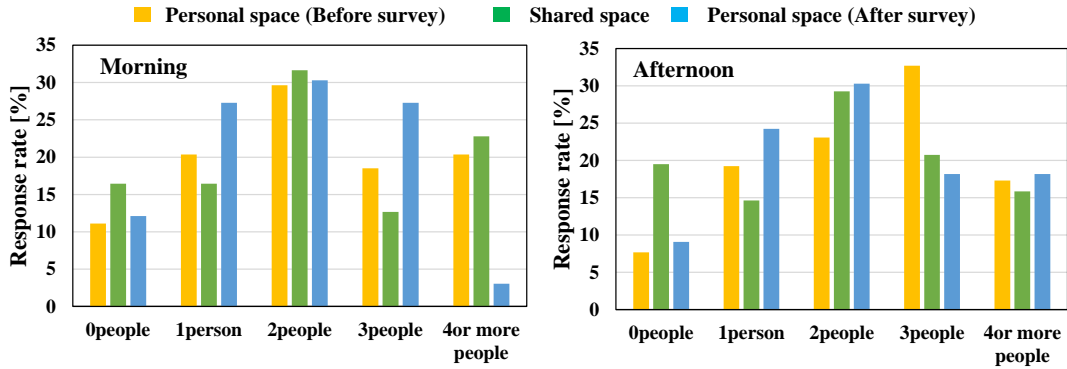 Personal space (Before survey) Shared space Personal space (After survey)
Morning
Response rate [%]
35
30
25
20
15
10
5
0
0people 1person 2people 3people 4or more
people
Afternoon
Response rate [%]
35
30
25
20
15
10
5
0
0people 1person 2people 3people 4or more
people